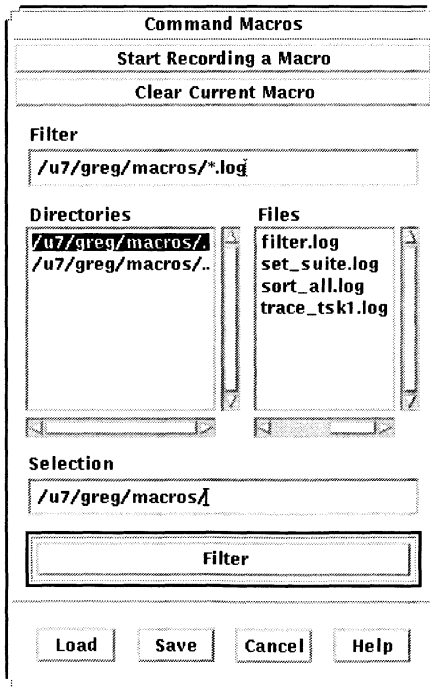 Command Macros
Start Recording a Macro
Clear Current Macro
Filter
/u7/greg/macros/*.log
Directories
/u7/greg/macros/.
/u7/greg/macros/..
Files
filter.log
set_suite.log
sort_all.log
trace_tsk1.log
Selection
/u7/greg/macros/
Filter
Load Save Cancel Help